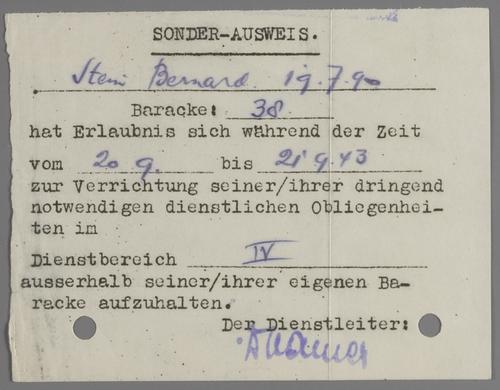 SONDER-AUSWEIS.
Stein Bernard 19.7.90
Baracke: 38
hat Erlaubnis sich während der Zeit
vom 20 9. bis 21 9.43
zur Verrichtung seiner/ihrer dringend
notwendigen dienstlichen Obliegenhei-
ten im
Dienstbereich IV
ausserhalb seiner/ihrer eigenen Ba-
racke aufzuhalten.
Der Dienstleiter: